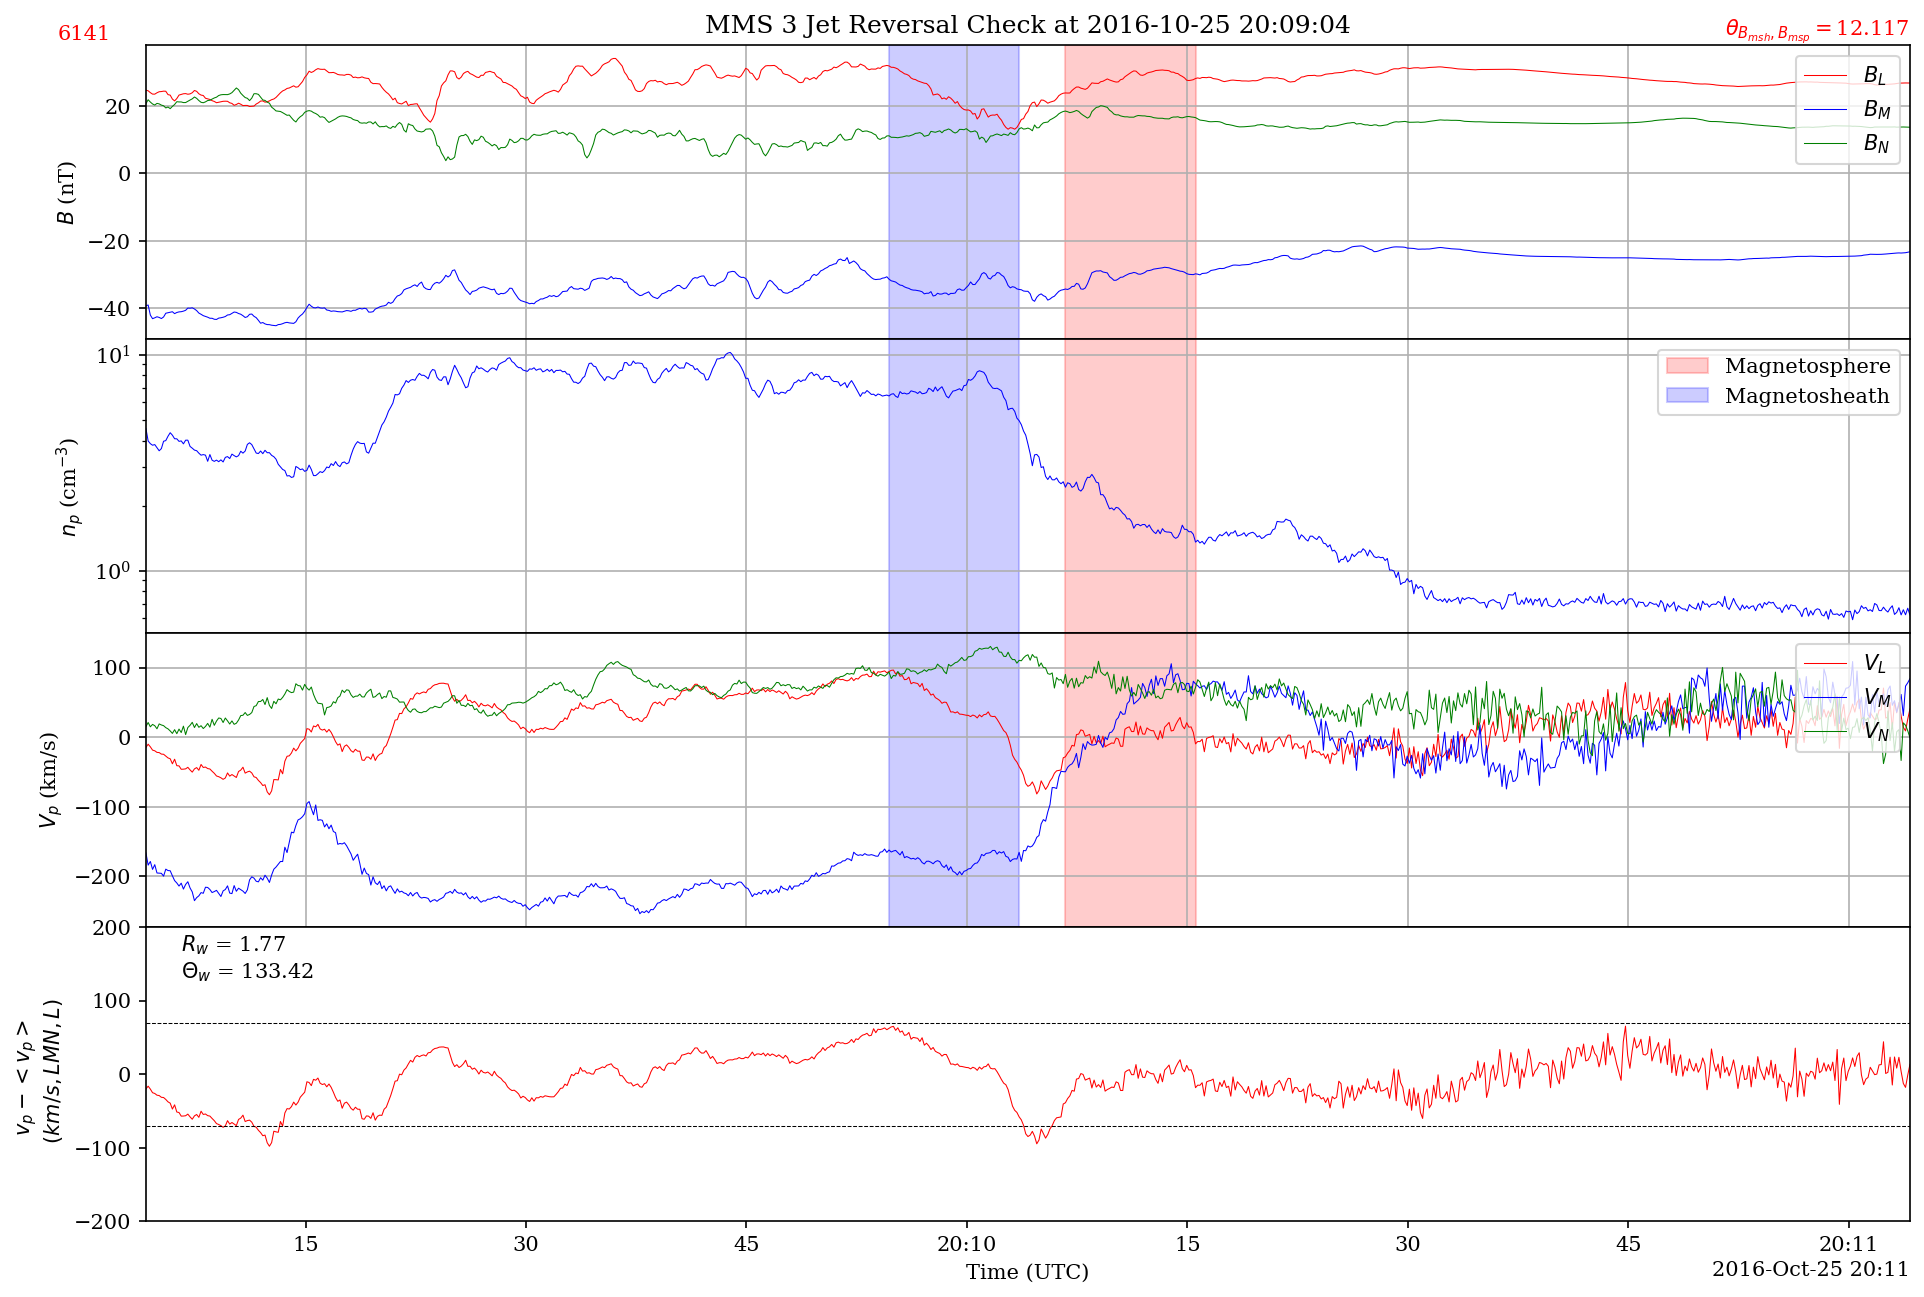 MMS 3 Jet Reversal Check at 2016-10-25 20:09:04
6141
θ_{B_{msh}, B_{msp}} = 12.117
20
0
−20
−40
B (nT)
B_L
B_M
B_N
10^1
10^0
n_p (cm^{−3})
Magnetosphere
Magnetosheath
100
0
−100
−200
V_p (km/s)
V_L
V_M
V_N
200
100
0
−100
−200
v_p − < v_p >
(km/s, LMN, L)
R_w = 1.77
Θ_w = 133.42
15
30
45
20:10
15
30
45
20:11
Time (UTC)
2016-Oct-25 20:11